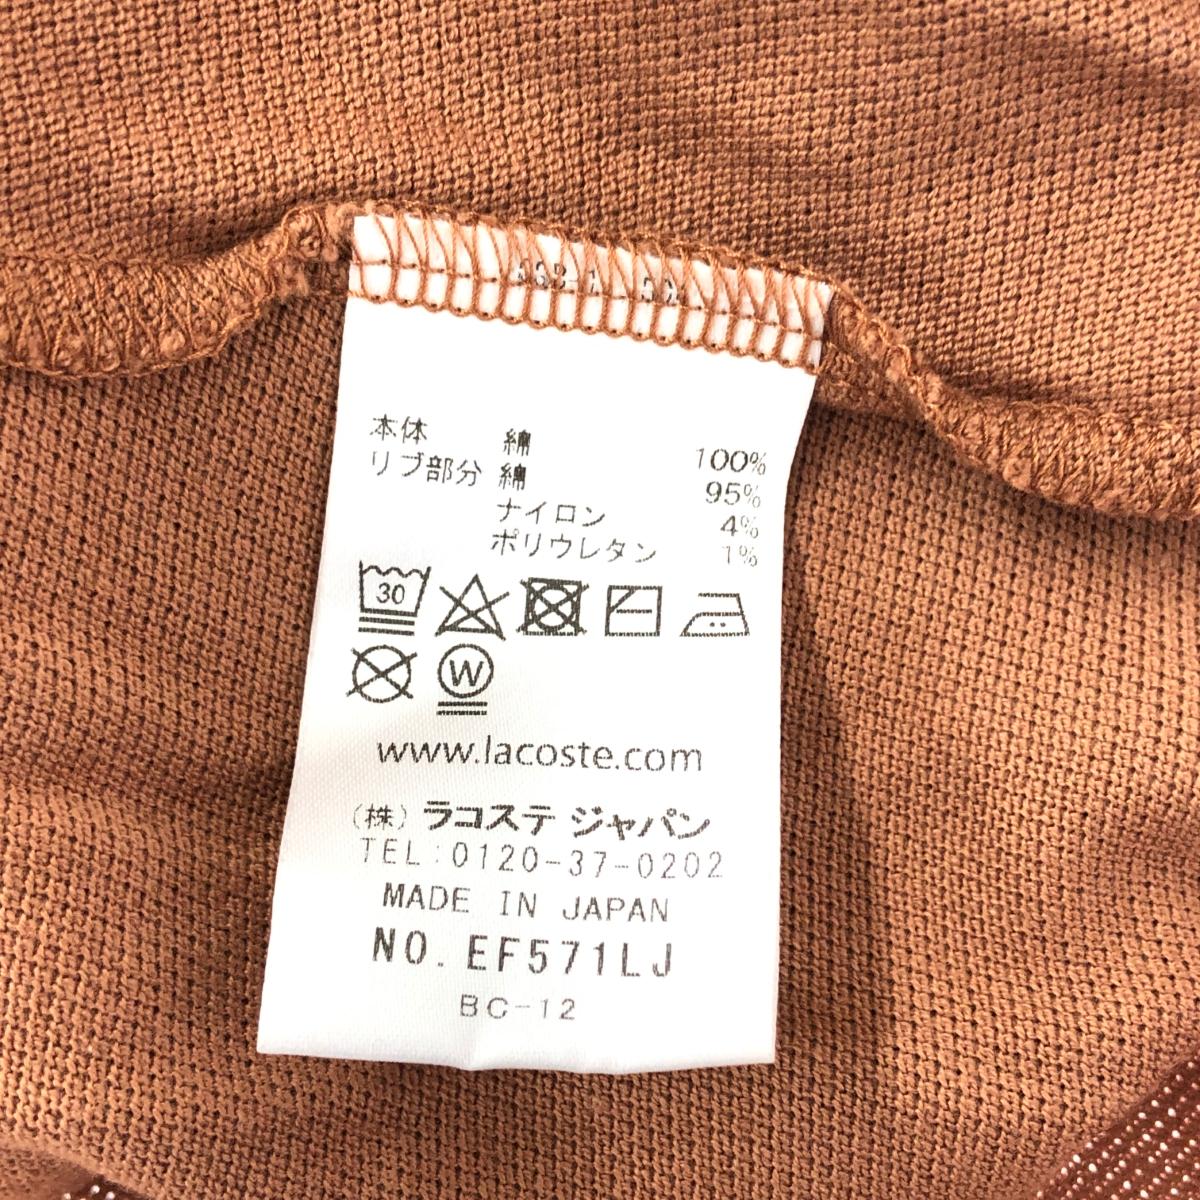 本体 綿 100%
リブ部分 綿 95%
ナイロン 4%
ポリウレタン 1%
30
W
www.lacoste.com
(株) ラコステ ジャパン
TEL:0120-37-0202
MADE IN JAPAN
NO. EF571LJ
BC-12